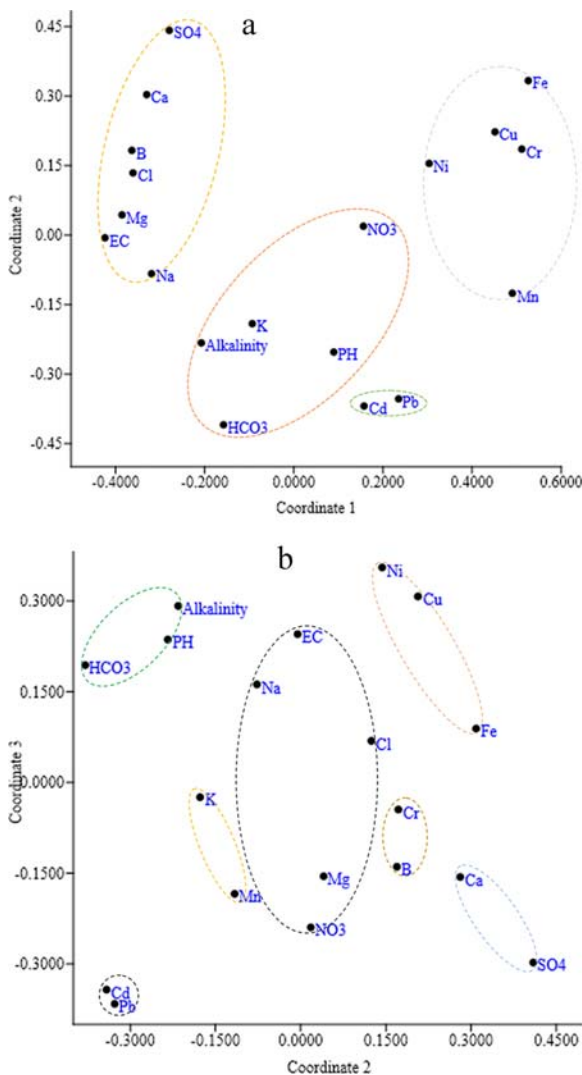 a
0.45
SO4
Fe
0.30
Ca
Cu
B
Cr
0.15
Cl
Ni
Mg
NO3
0.00
EC
Na
Mn
-0.15
K
Alkalinity
PH
-0.30
Cd
Pb
HCO3
-0.45
-0.4000 -0.2000 0.0000 0.2000 0.4000 0.6000
Coordinate 1
Coordinate 2
b
Ni
0.3000
Alkalinity
Cu
EC
PH
HCO3
0.1500
Na
Fe
Cl
0.0000
K
Cr
B
-0.1500
Mg
Ca
Mn
NO3
-0.3000
SO4
Cd
Pb
-0.3000 -0.1500 0.0000 0.1500 0.3000 0.4500
Coordinate 2
Coordinate 3